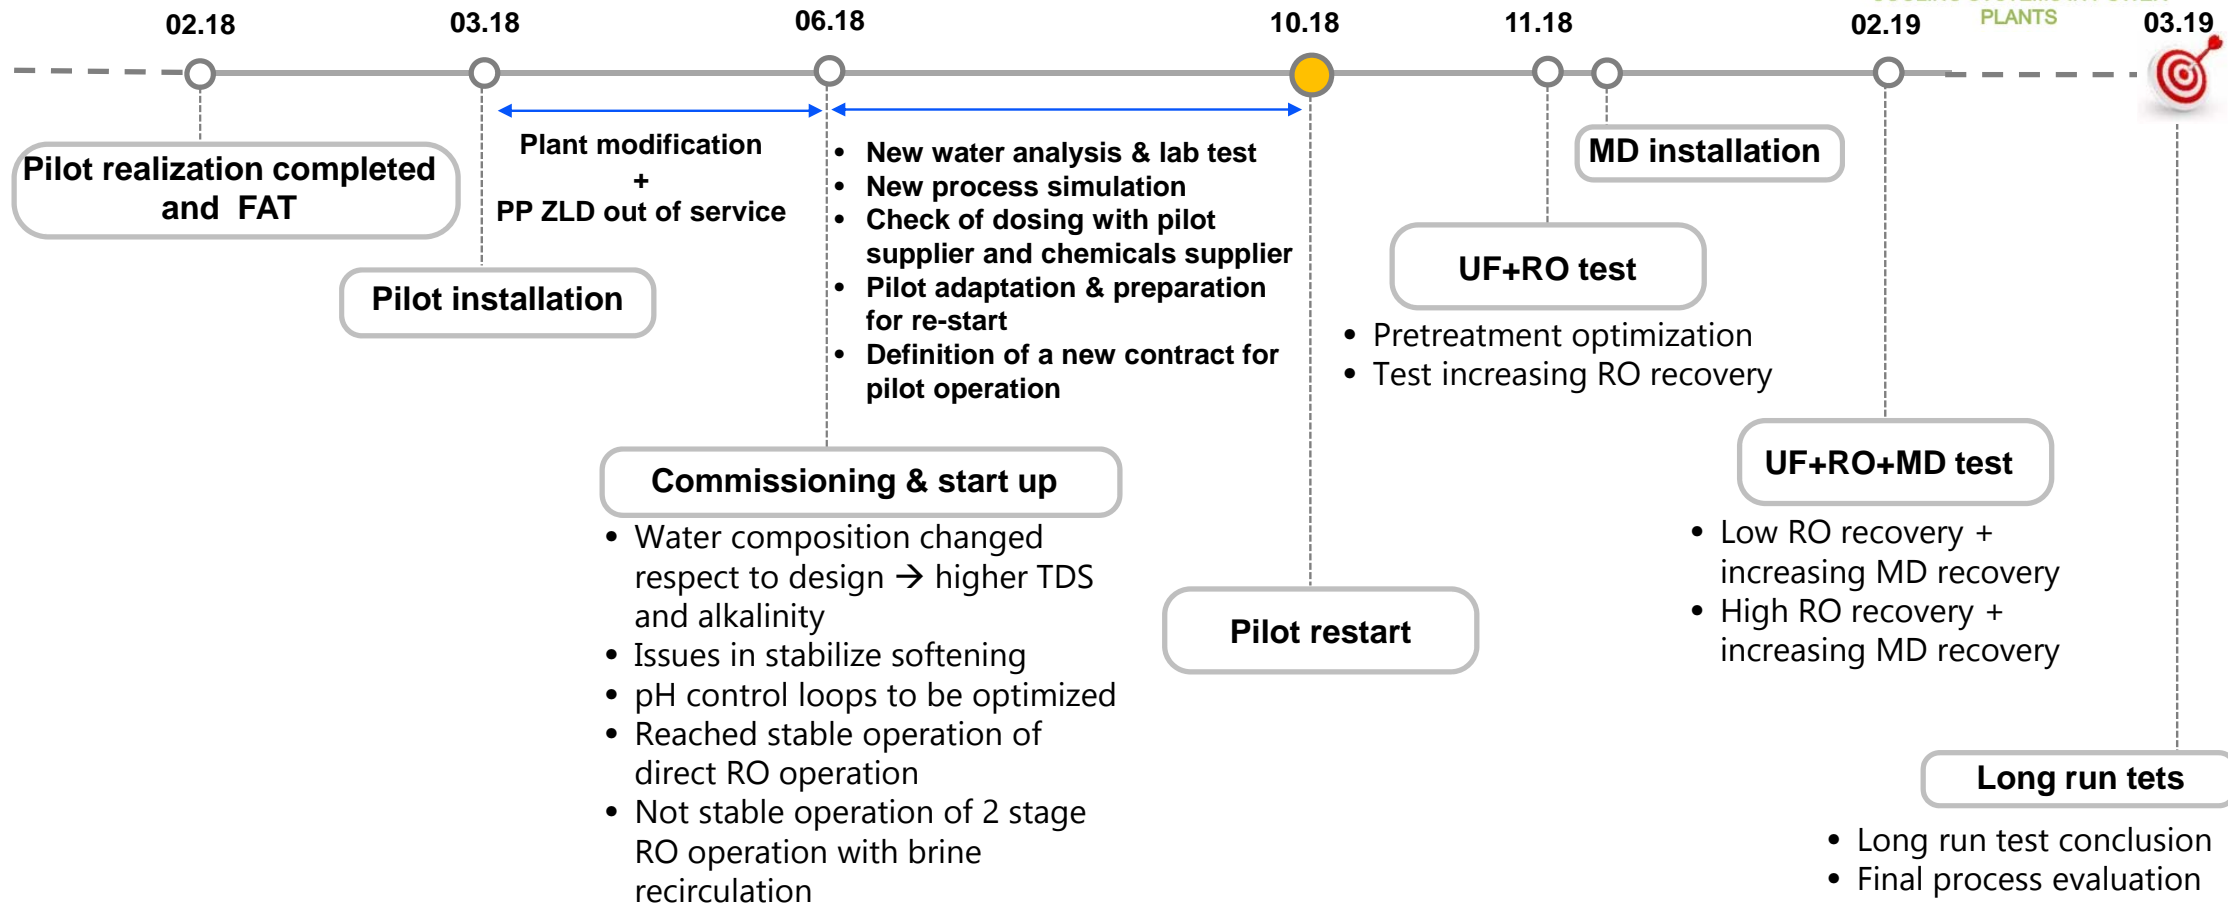 PLANTS
02.18
03.18
06.18
10.18
11.18
02.19
03.19
Pilot realization completed
and FAT
Pilot installation
Plant modification
+
PP ZLD out of service
• New water analysis & lab test
• New process simulation
• Check of dosing with pilot
supplier and chemicals supplier
• Pilot adaptation & preparation
for re-start
• Definition of a new contract for
pilot operation
Commissioning & start up
• Water composition changed
respect to design → higher TDS
and alkalinity
• Issues in stabilize softening
• pH control loops to be optimized
• Reached stable operation of
direct RO operation
• Not stable operation of 2 stage
RO operation with brine
recirculation
Pilot restart
UF+RO test
• Pretreatment optimization
• Test increasing RO recovery
MD installation
UF+RO+MD test
• Low RO recovery +
increasing MD recovery
• High RO recovery +
increasing MD recovery
Long run tets
• Long run test conclusion
• Final process evaluation